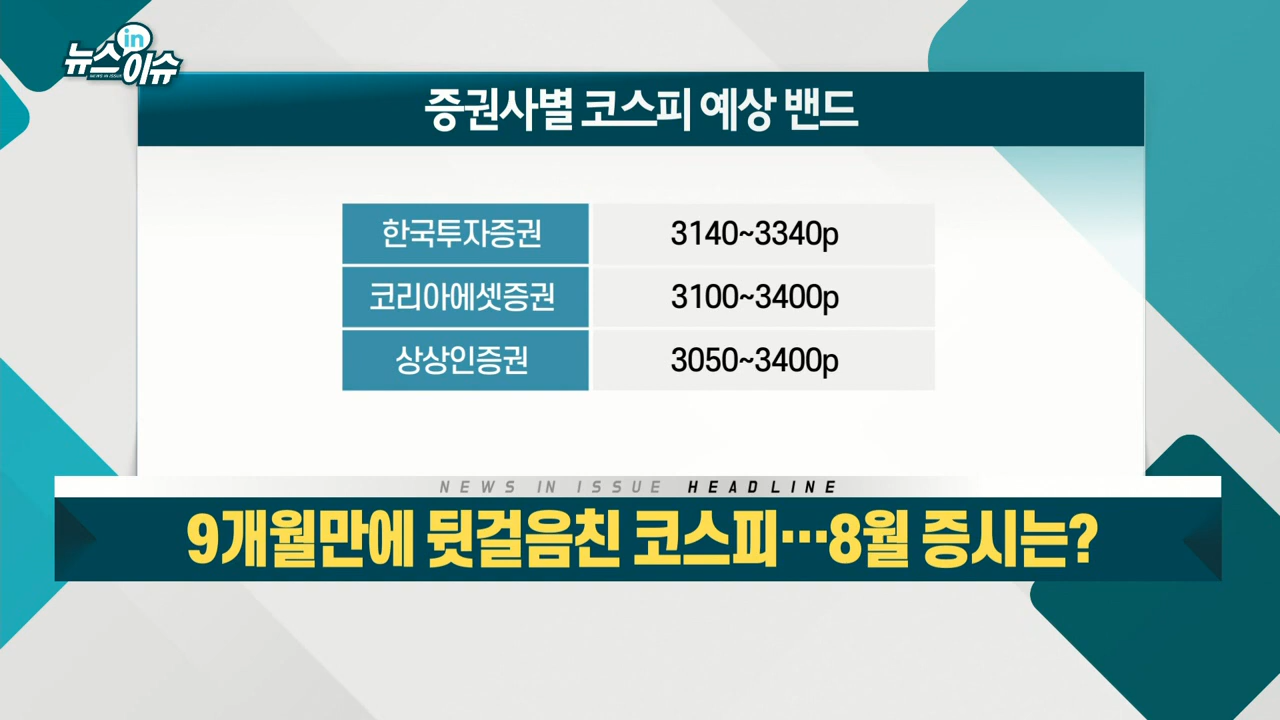 뉴스in이슈
NEWS IN ISSUE
증권사별 코스피 예상 밴드
한국투자증권 3140~3340p
코리아에셋증권 3100~3400p
상상인증권 3050~3400p
NEWS IN ISSUE HEADLINE
9개월만에 뒷걸음친 코스피…8월 증시는?